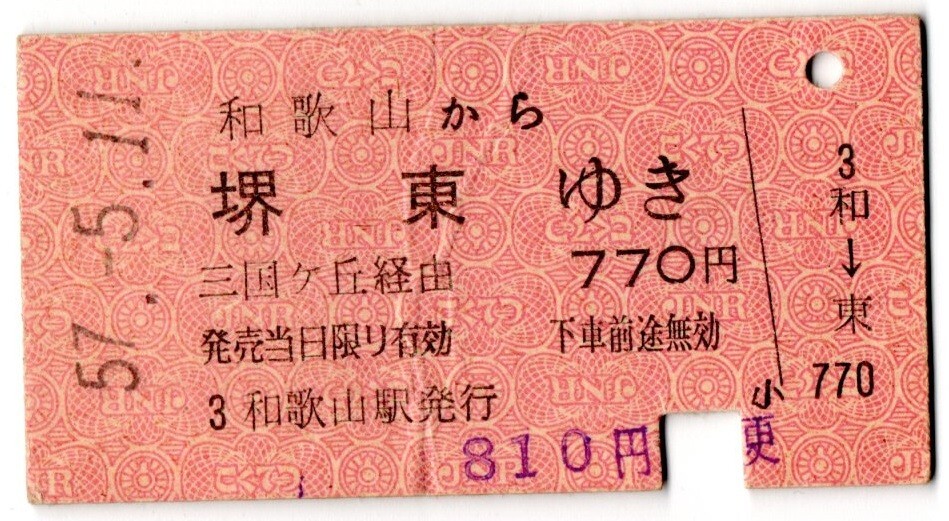 57.-5.11.
和歌山から
堺東ゆき
三国ケ丘経由 770円
発売当日限リ有効 下車前途無効
3 和歌山駅発行
810円 更
3
和
↓
東
770
小